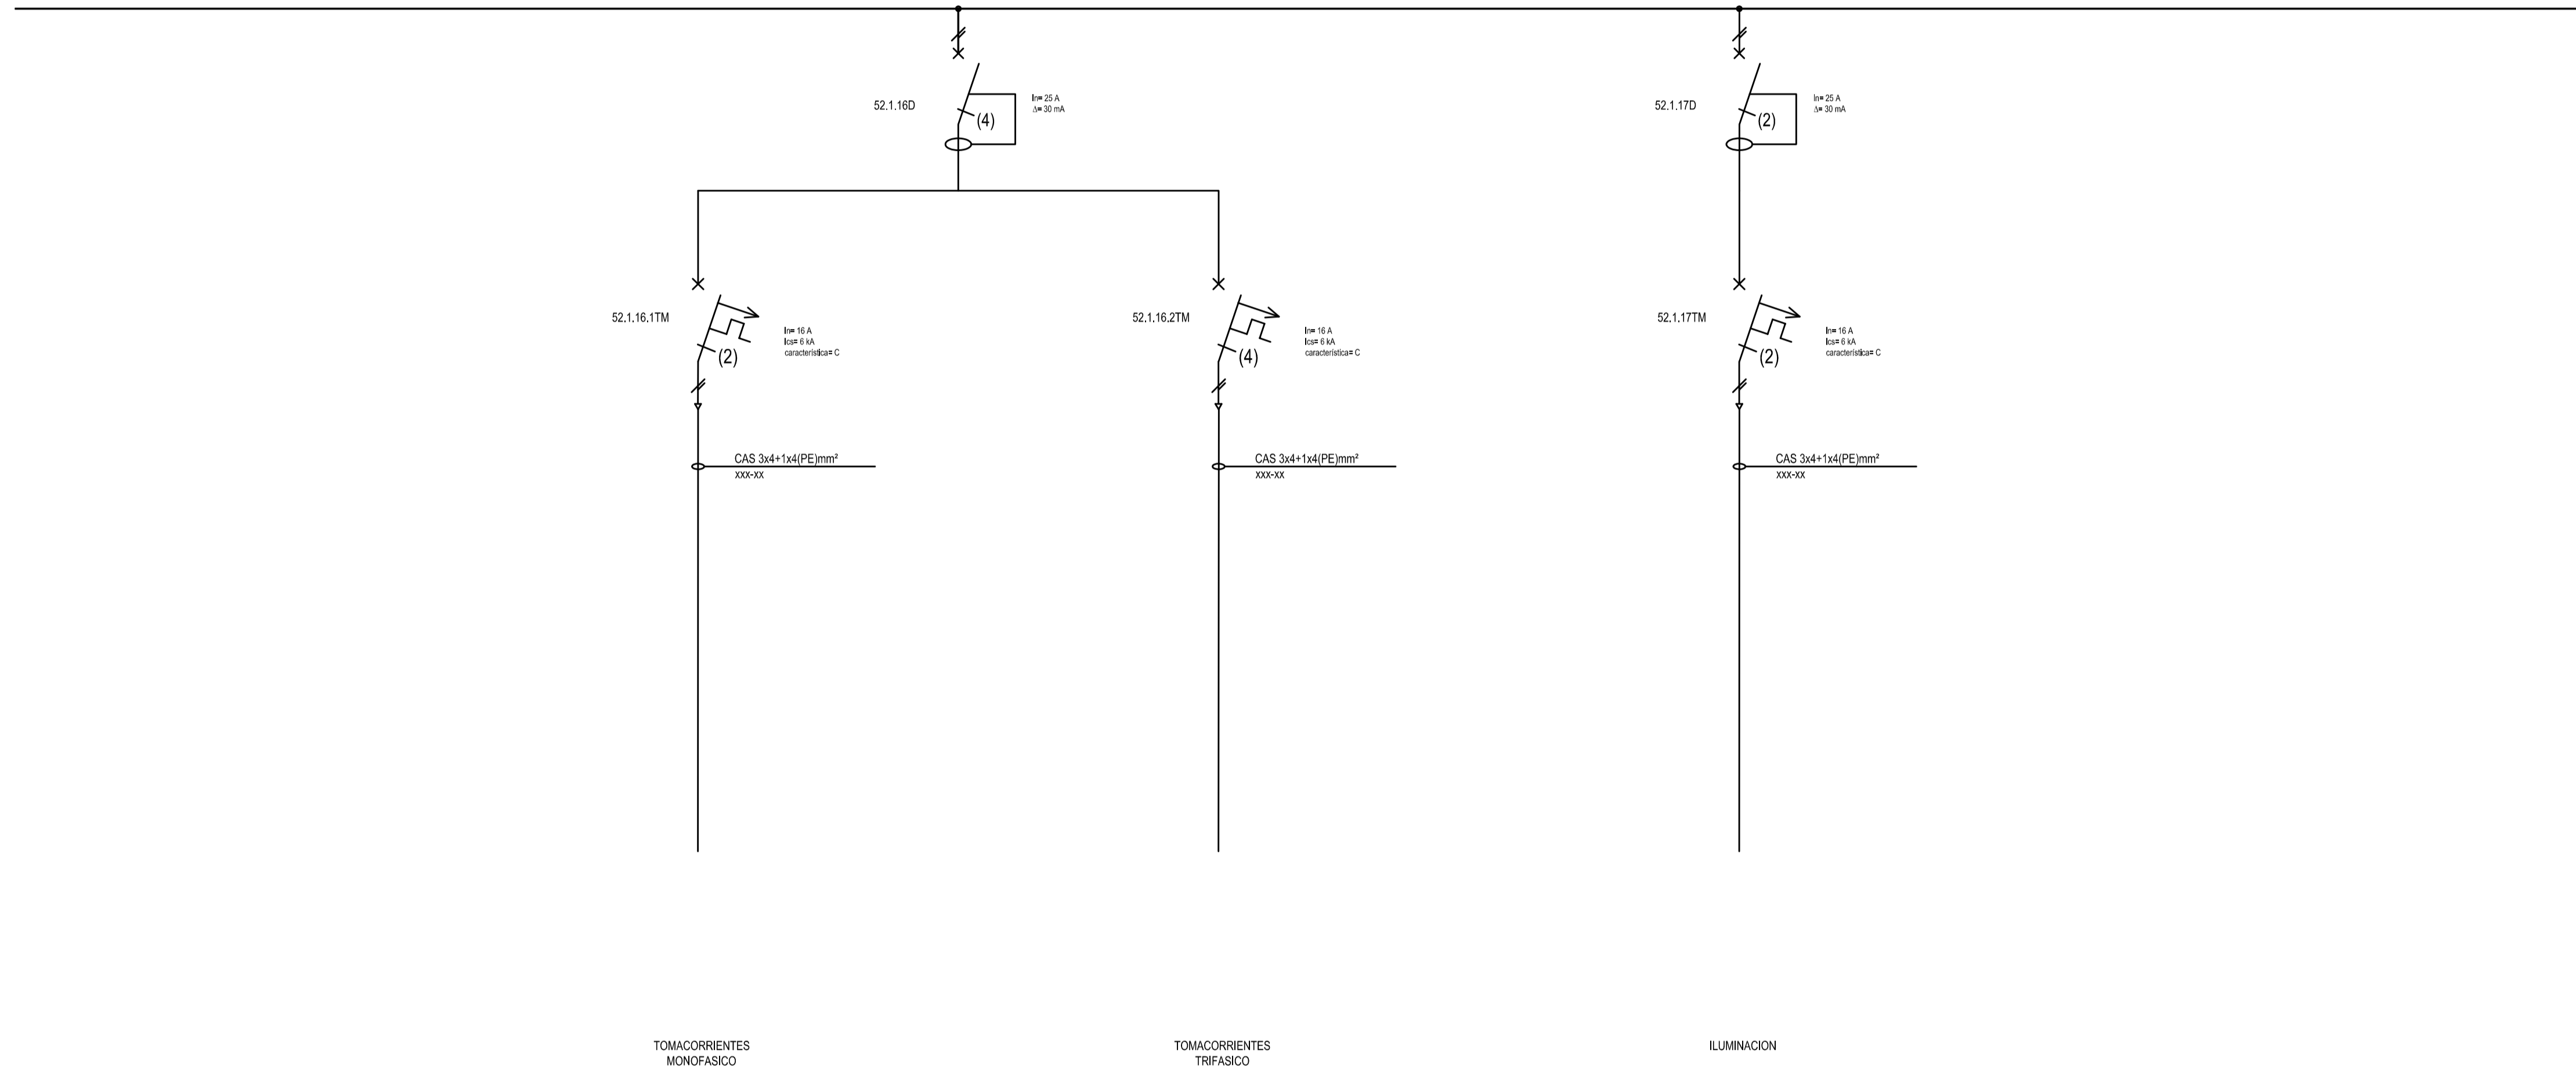 52.1.16D
In= 25 A
Δ= 30 mA
(4)
52.1.17D
In= 25 A
Δ= 30 mA
(2)
52.1.16.1TM
In= 16 A
Ics= 6 kA
característica= C
(2)
52.1.16.2TM
In= 16 A
Ics= 6 kA
característica= C
(4)
52.1.17TM
In= 16 A
Ics= 6 kA
característica= C
(2)
CAS 3x4+1x4(PE)mm²
xxx-xx
CAS 3x4+1x4(PE)mm²
xxx-xx
CAS 3x4+1x4(PE)mm²
xxx-xx
TOMACORRIENTES
MONOFASICO
TOMACORRIENTES
TRIFASICO
ILUMINACION